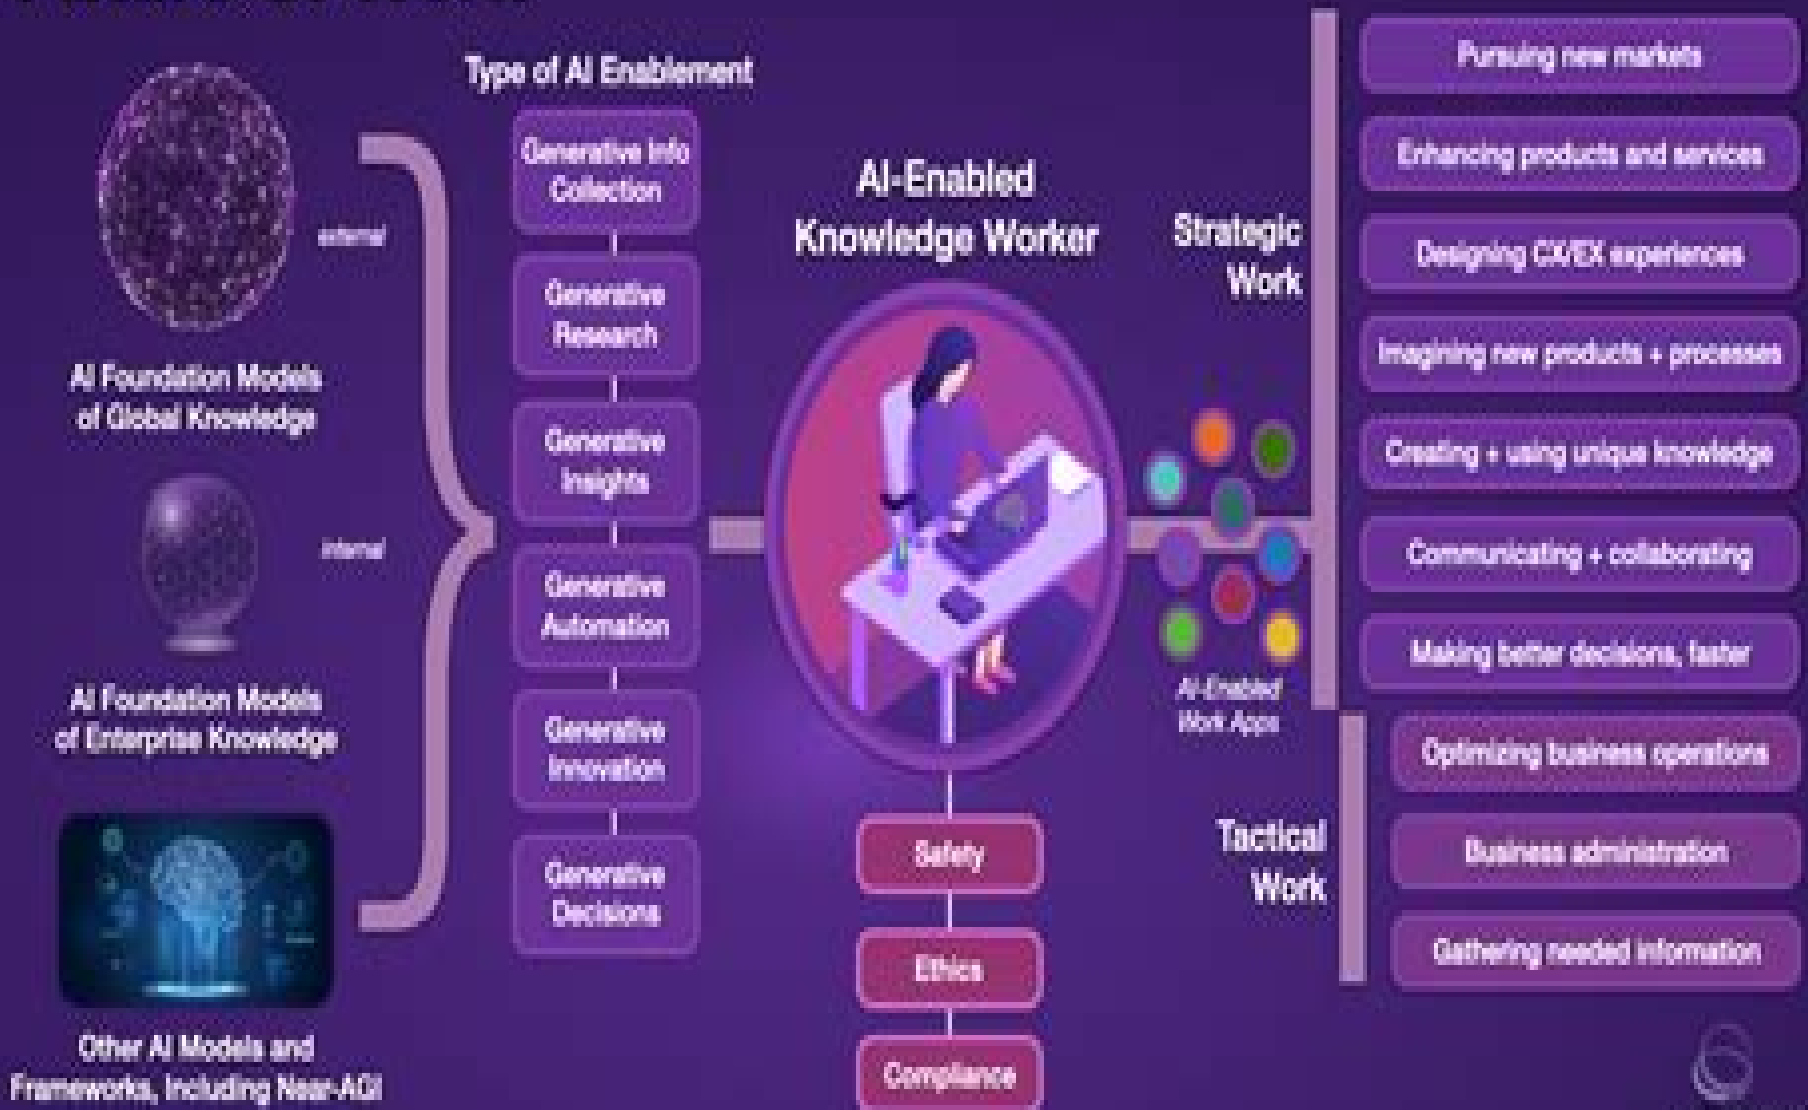 Type of AI Enablement
Generative Info
Collection
Generative
Research
Generative
Insights
Generative
Automation
Generative
Innovation
Generative
Decisions
external
AI Foundation Models
of Global Knowledge
internal
AI Foundation Models
of Enterprise Knowledge
Other AI Models and
Frameworks, Including Near-AGI
AI-Enabled
Knowledge Worker
Safety
Ethics
Compliance
AI-Enabled
Work Apps
Strategic
Work
Pursuing new markets
Enhancing products and services
Designing CX/EX experiences
Imagining new products + processes
Creating + using unique knowledge
Communicating + collaborating
Making better decisions, faster
Tactical
Work
Optimizing business operations
Business administration
Gathering needed information